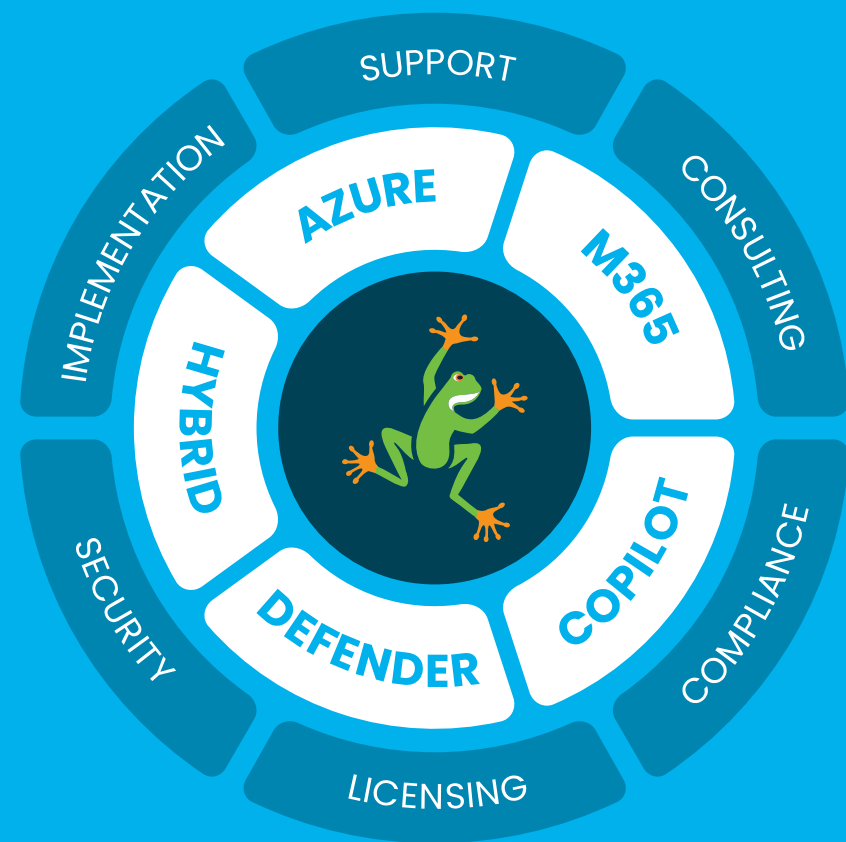 SUPPORT
CONSULTING
COMPLIANCE
LICENSING
SECURITY
IMPLEMENTATION
AZURE
M365
COPILOT
DEFENDER
HYBRID